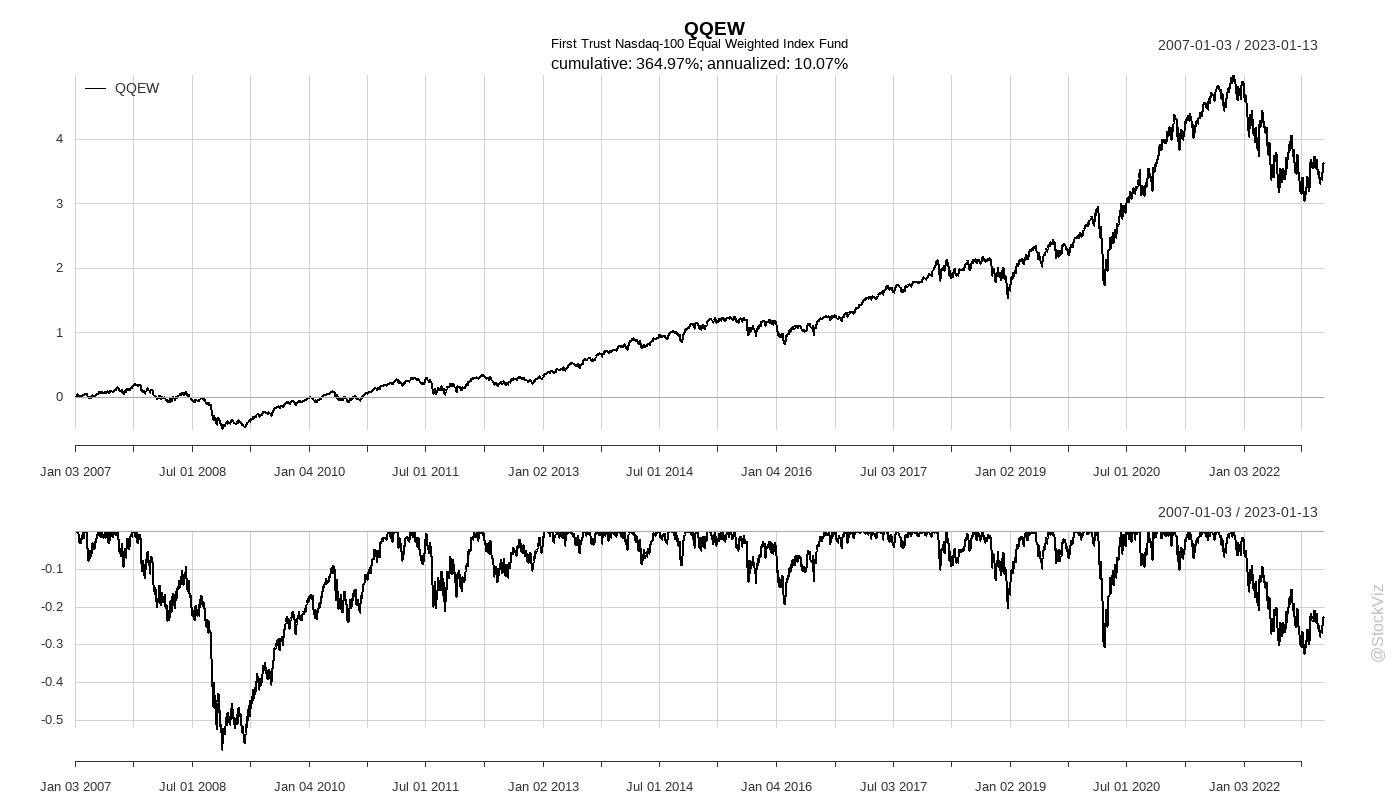 QQEW
First Trust Nasdaq-100 Equal Weighted Index Fund
cumulative: 364.97%; annualized: 10.07%
2007-01-03 / 2023-01-13
QQEW
4
3
2
1
0
Jan 03 2007 Jul 01 2008 Jan 04 2010 Jul 01 2011 Jan 02 2013 Jul 01 2014 Jan 04 2016 Jul 03 2017 Jan 02 2019 Jul 01 2020 Jan 03 2022
2007-01-03 / 2023-01-13
-0.1
-0.2
-0.3
-0.4
-0.5
Jan 03 2007 Jul 01 2008 Jan 04 2010 Jul 01 2011 Jan 02 2013 Jul 01 2014 Jan 04 2016 Jul 03 2017 Jan 02 2019 Jul 01 2020 Jan 03 2022
@StockViz